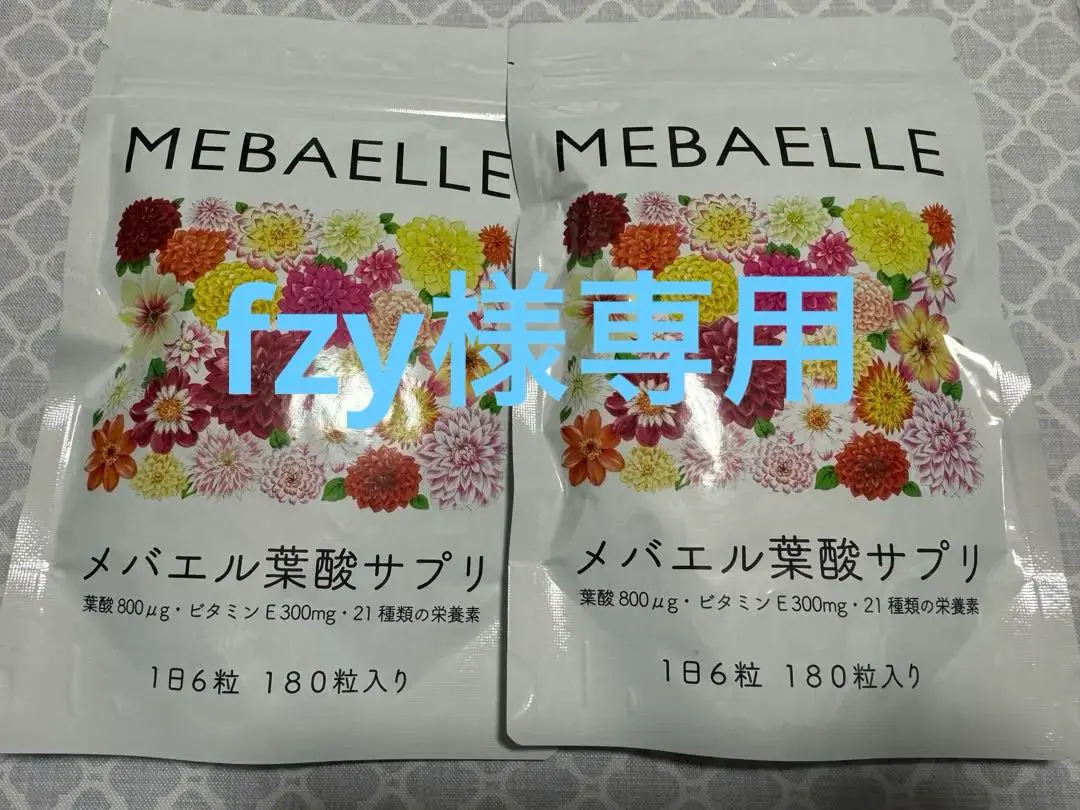 MEBAELLE
メバエル葉酸サプリ
葉酸800μg・ビタミンE300mg・21種類の栄養素
1日6粒 180粒入り
MEBAELLE
メバエル葉酸サプリ
葉酸800μg・ビタミンE300mg・21種類の栄養素
1日6粒 180粒入り
fzy様専用